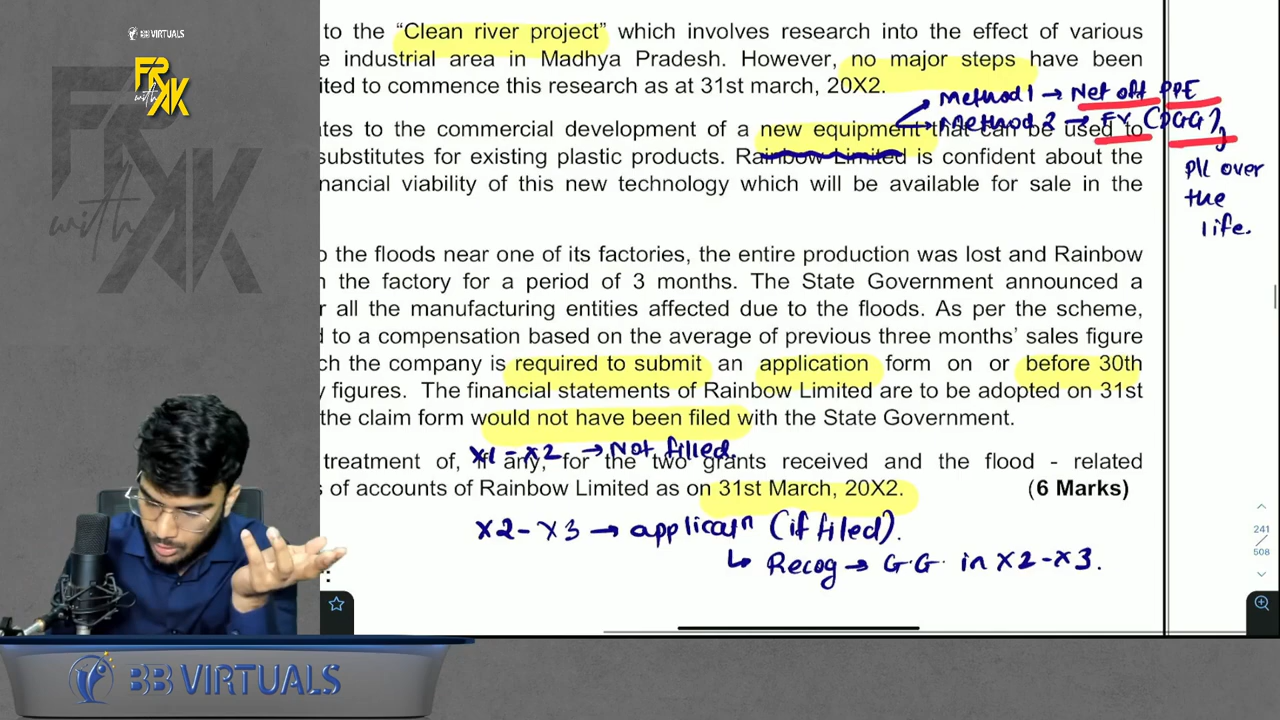 BB VIRTUALS
FR with AK
FR with AK
to the “Clean river project” which involves research into the effect of various
e industrial area in Madhya Pradesh. However, no major steps have been
ited to commence this research as at 31st march, 20X2.
Method 1 → Net off PPE
Method 2 → FV (DGG)
P/L over
the
life.
ates to the commercial development of a new equipment that can be used to
substitutes for existing plastic products. Rainbow Limited is confident about the
nancial viability of this new technology which will be available for sale in the
o the floods near one of its factories, the entire production was lost and Rainbow
n the factory for a period of 3 months. The State Government announced a
r all the manufacturing entities affected due to the floods. As per the scheme,
d to a compensation based on the average of previous three months’ sales figure
ch the company is required to submit an application form on or before 30th
y figures. The financial statements of Rainbow Limited are to be adopted on 31st
the claim form would not have been filed with the State Government.
X1 - X2 → Not filled.
treatment of, if any, for the two grants received and the flood - related
s of accounts of Rainbow Limited as on 31st March, 20X2. (6 Marks)
X2 - X3 → applicatn (if filed).
↳ Recog → G.G. in X2-X3.
:
241
508
BB VIRTUALS